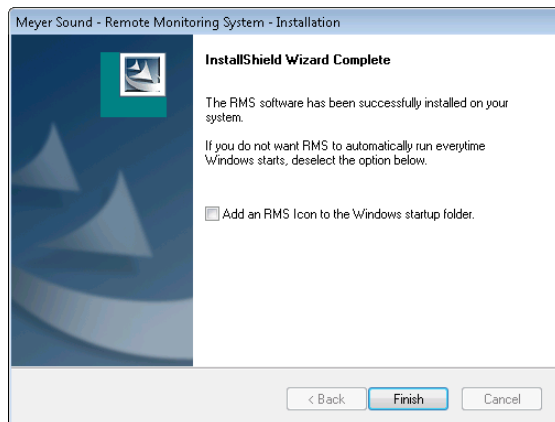 Meyer Sound - Remote Monitoring System - Installation
InstallShield Wizard Complete
The RMS software has been successfully installed on your
system.
If you do not want RMS to automatically run everytime
Windows starts, deselect the option below.
Add an RMS Icon to the Windows startup folder.
< Back
Finish
Cancel